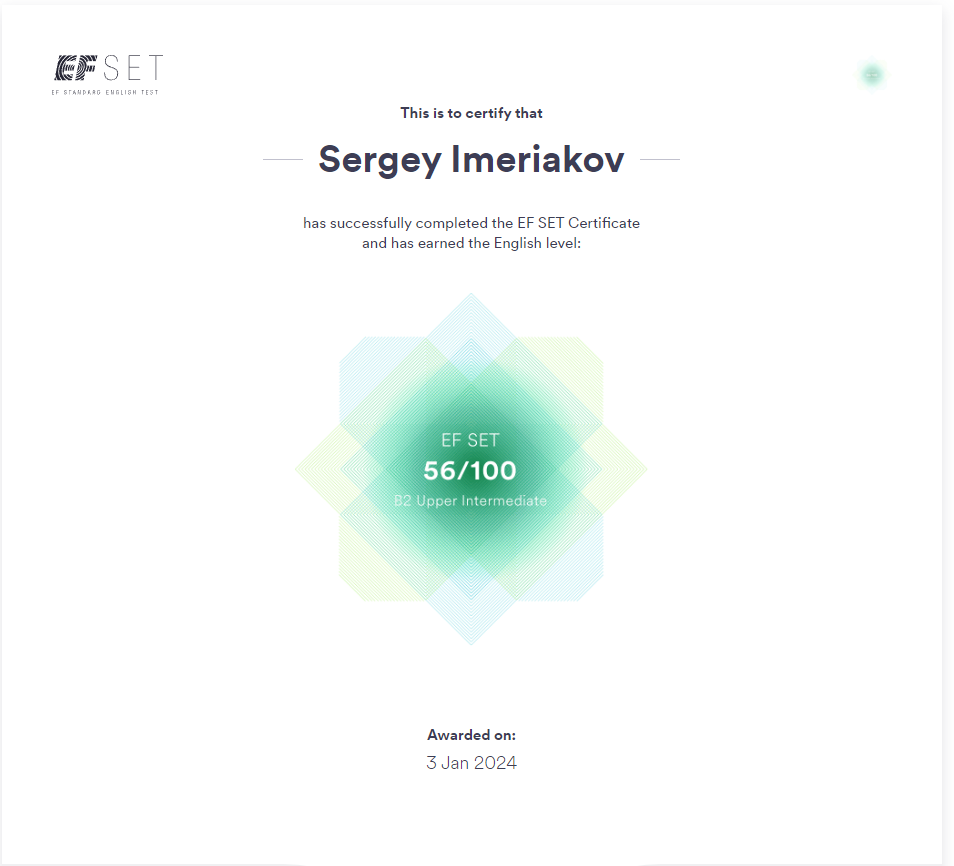 EF SET
EF STANDARD ENGLISH TEST
This is to certify that
Sergey Imeriakov
has successfully completed the EF SET Certificate
and has earned the English level:
EF SET
56/100
B2 Upper Intermediate
Awarded on:
3 Jan 2024